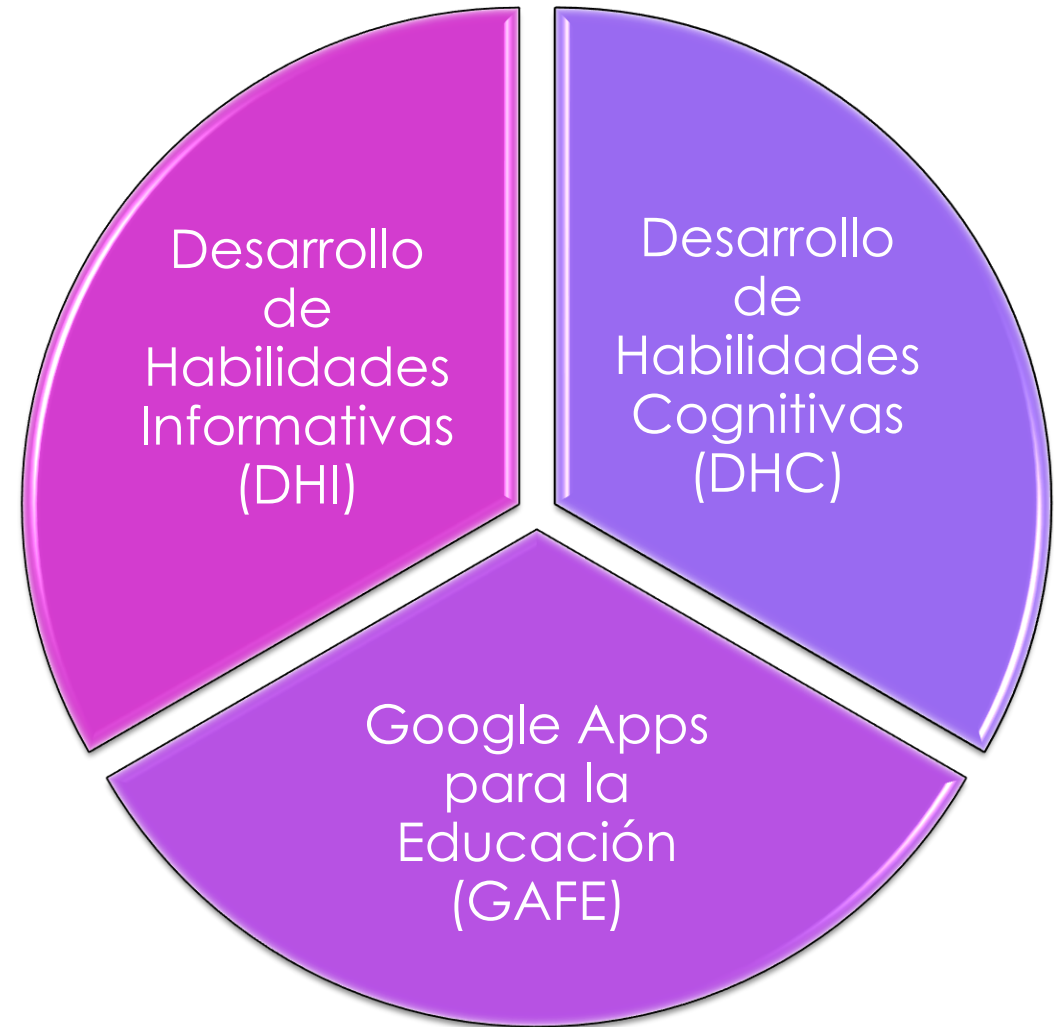 Desarrollo
de
Habilidades
Informativas
(DHI)
Desarrollo
de
Habilidades
Cognitivas
(DHC)
Google Apps
para la
Educación
(GAFE)